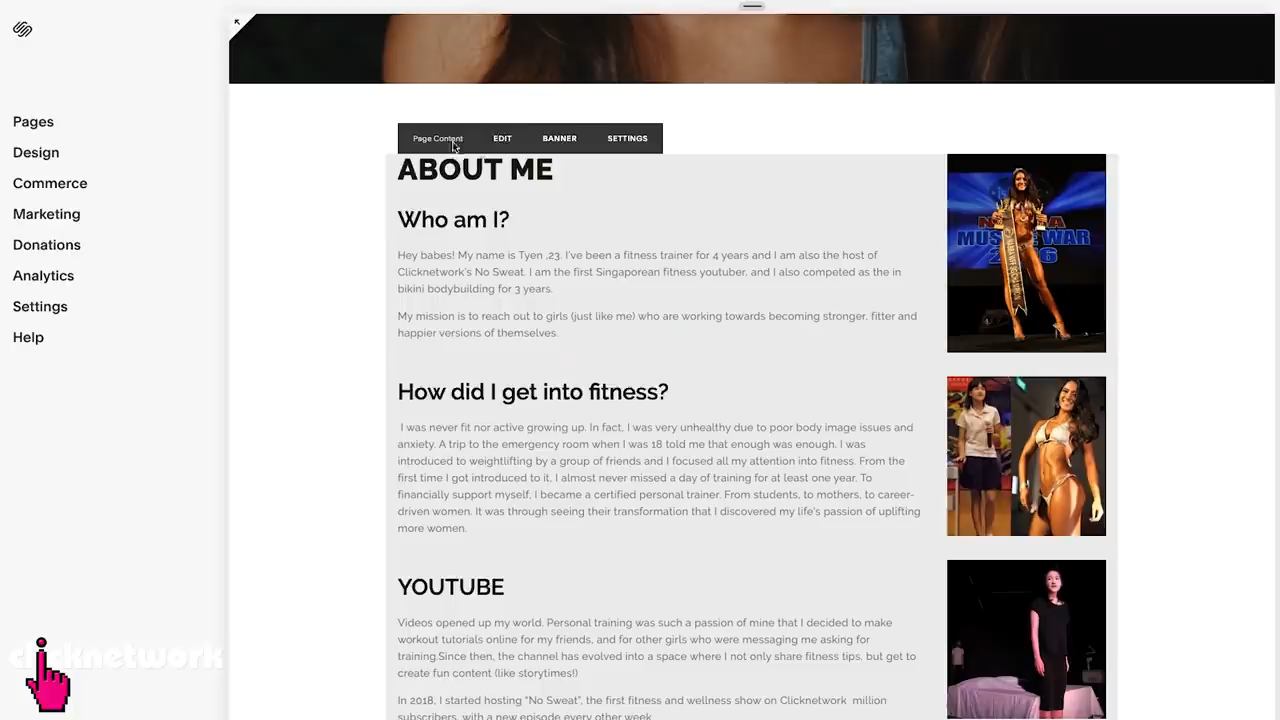 Pages
Design
Commerce
Marketing
Donations
Analytics
Settings
Help
clicknetwork
Page Content EDIT BANNER SETTINGS
ABOUT ME
Who am I?
Hey babes! My name is Tyen ,23. I've been a fitness trainer for 4 years and I am also the host of
Clicknetwork's No Sweat. I am the first Singaporean fitness youtuber, and I also competed as the in
bikini bodybuilding for 3 years.
My mission is to reach out to girls (just like me) who are working towards becoming stronger, fitter and
happier versions of themselves.
How did I get into fitness?
I was never fit nor active growing up. In fact, I was very unhealthy due to poor body image issues and
anxiety. A trip to the emergency room when I was 18 told me that enough was enough. I was
introduced to weightlifting by a group of friends and I focused all my attention into fitness. From the
first time I got introduced to it, I almost never missed a day of training for at least one year. To
financially support myself, I became a certified personal trainer. From students, to mothers, to career-
driven women. It was through seeing their transformation that I discovered my life's passion of uplifting
more women.
YOUTUBE
Videos opened up my world. Personal training was such a passion of mine that I decided to make
workout tutorials online for my friends, and for other girls who were messaging me asking for
training.Since then, the channel has evolved into a space where I not only share fitness tips, but get to
create fun content (like storytimes!)
In 2018, I started hosting "No Sweat", the first fitness and wellness show on Clicknetwork million
subscribers, with a new episode every other week.
MUSCLE WAR